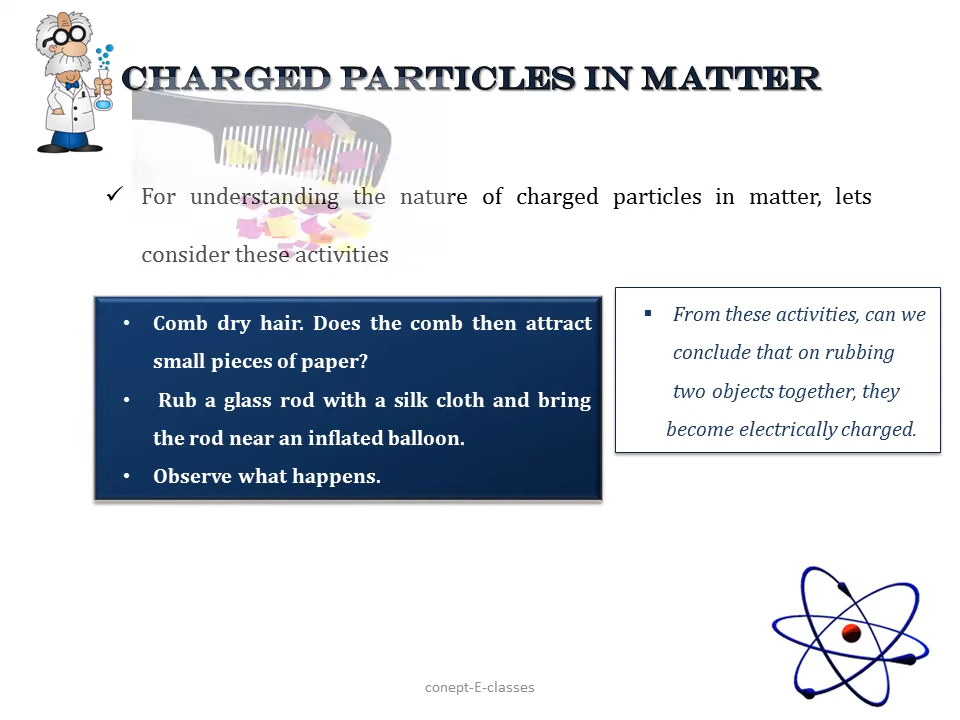 CHARGED PARTICLES IN MATTER
✓ For understanding the nature of charged particles in matter, lets
consider these activities
• Comb dry hair. Does the comb then attract
small pieces of paper?
• Rub a glass rod with a silk cloth and bring
the rod near an inflated balloon.
• Observe what happens.
▪ From these activities, can we
conclude that on rubbing
two objects together, they
become electrically charged.
conept-E-classes